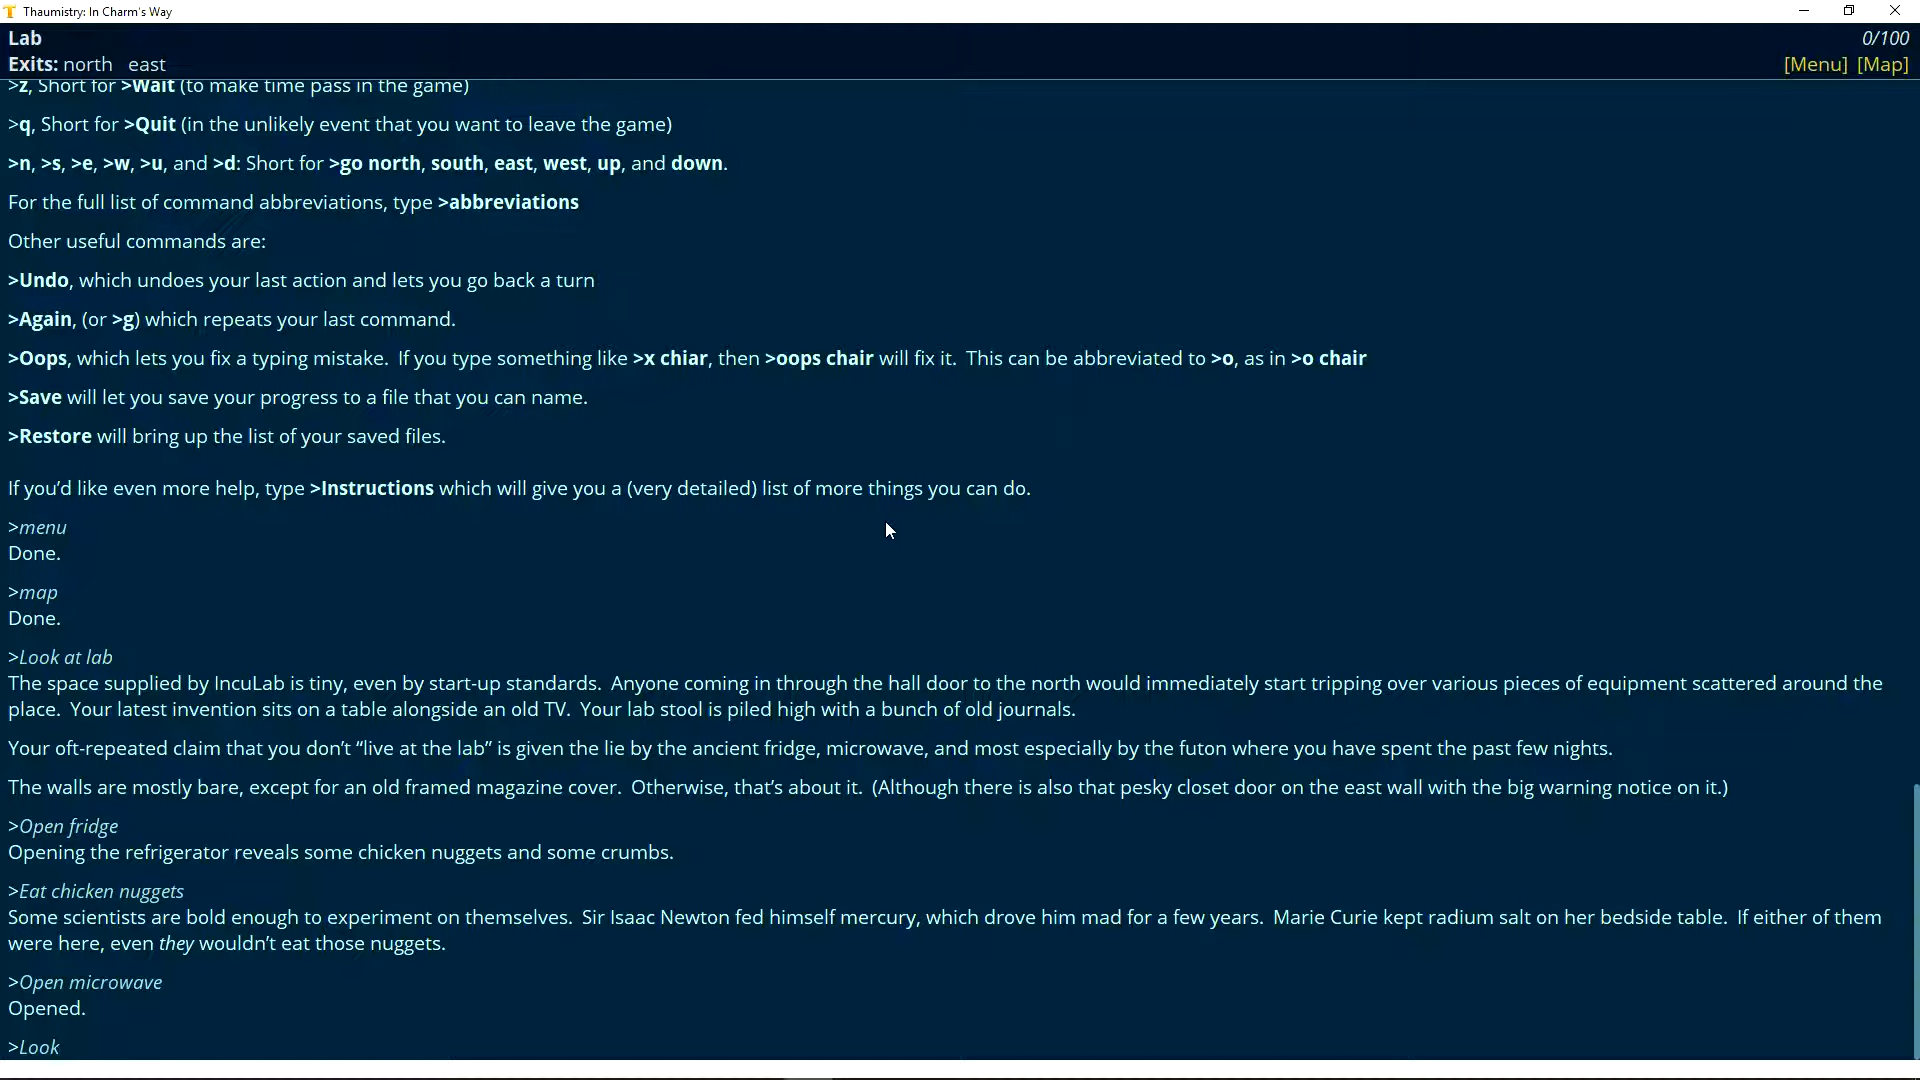 Thaumistry: In Charm's Way
Lab
0/100
Exits: north east
[Menu] [Map]
>z, Short for >Wait (to make time pass in the game)
>q, Short for >Quit (in the unlikely event that you want to leave the game)
>n, >s, >e, >w, >u, and >d: Short for >go north, south, east, west, up, and down.
For the full list of command abbreviations, type >abbreviations
Other useful commands are:
>Undo, which undoes your last action and lets you go back a turn
>Again, (or >g) which repeats your last command.
>Oops, which lets you fix a typing mistake. If you type something like >x chiar, then >oops chair will fix it. This can be abbreviated to >o, as in >o chair
>Save will let you save your progress to a file that you can name.
>Restore will bring up the list of your saved files.
If you’d like even more help, type >Instructions which will give you a (very detailed) list of more things you can do.
>menu
Done.
>map
Done.
>Look at lab
The space supplied by IncuLab is tiny, even by start-up standards. Anyone coming in through the hall door to the north would immediately start tripping over various pieces of equipment scattered around the
place. Your latest invention sits on a table alongside an old TV. Your lab stool is piled high with a bunch of old journals.
Your oft-repeated claim that you don’t “live at the lab” is given the lie by the ancient fridge, microwave, and most especially by the futon where you have spent the past few nights.
The walls are mostly bare, except for an old framed magazine cover. Otherwise, that’s about it. (Although there is also that pesky closet door on the east wall with the big warning notice on it.)
>Open fridge
Opening the refrigerator reveals some chicken nuggets and some crumbs.
>Eat chicken nuggets
Some scientists are bold enough to experiment on themselves. Sir Isaac Newton fed himself mercury, which drove him mad for a few years. Marie Curie kept radium salt on her bedside table. If either of them
were here, even they wouldn’t eat those nuggets.
>Open microwave
Opened.
>Look